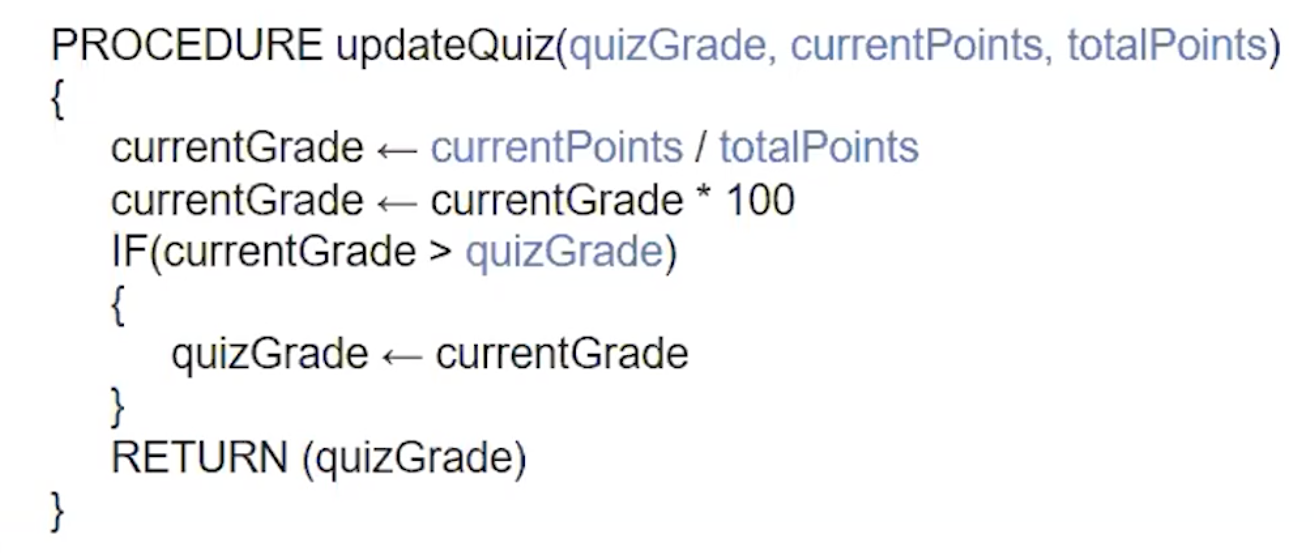 PROCEDURE updateQuiz(quizGrade, currentPoints, totalPoints)
{
currentGrade ← currentPoints / totalPoints
currentGrade ← currentGrade * 100
IF(currentGrade > quizGrade)
{
quizGrade ← currentGrade
}
RETURN (quizGrade)
}